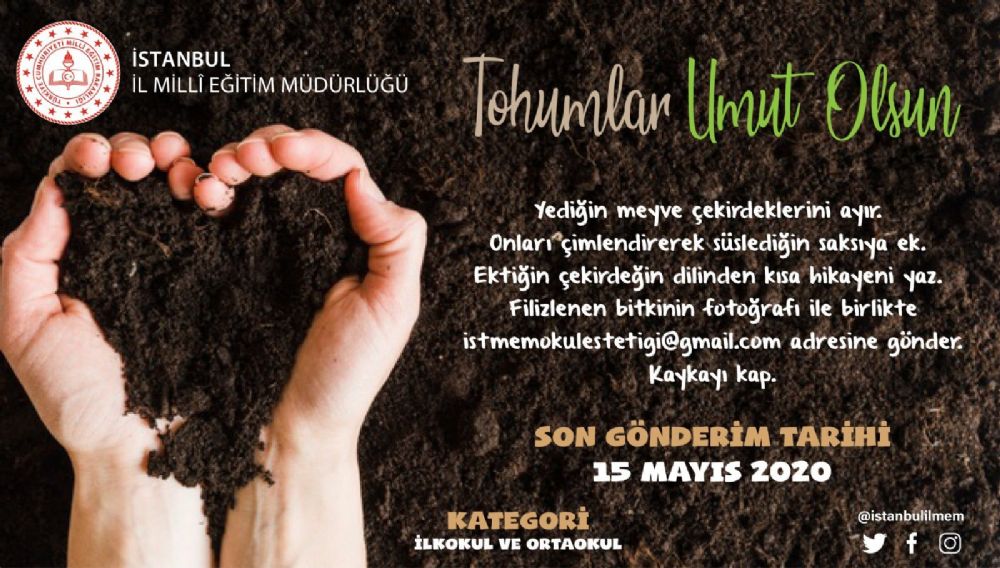 İSTANBUL
İL MİLLÎ EĞİTİM MÜDÜRLÜĞÜ
Tohumlar Umut Olsun
Yediğin meyve çekirdeklerini ayır.
Onları çimlendirerek süslediğin saksıya ek.
Ektiğin çekirdeğin dilinden kısa hikayeni yaz.
Filizlenen bitkinin fotoğrafı ile birlikte
istmemokulestetigi@gmail.com adresine gönder.
Kaykayı kap.
SON GÖNDERİM TARİHİ
15 MAYIS 2020
KATEGORİ
İLKOKUL VE ORTAOKUL
@istanbulilmem